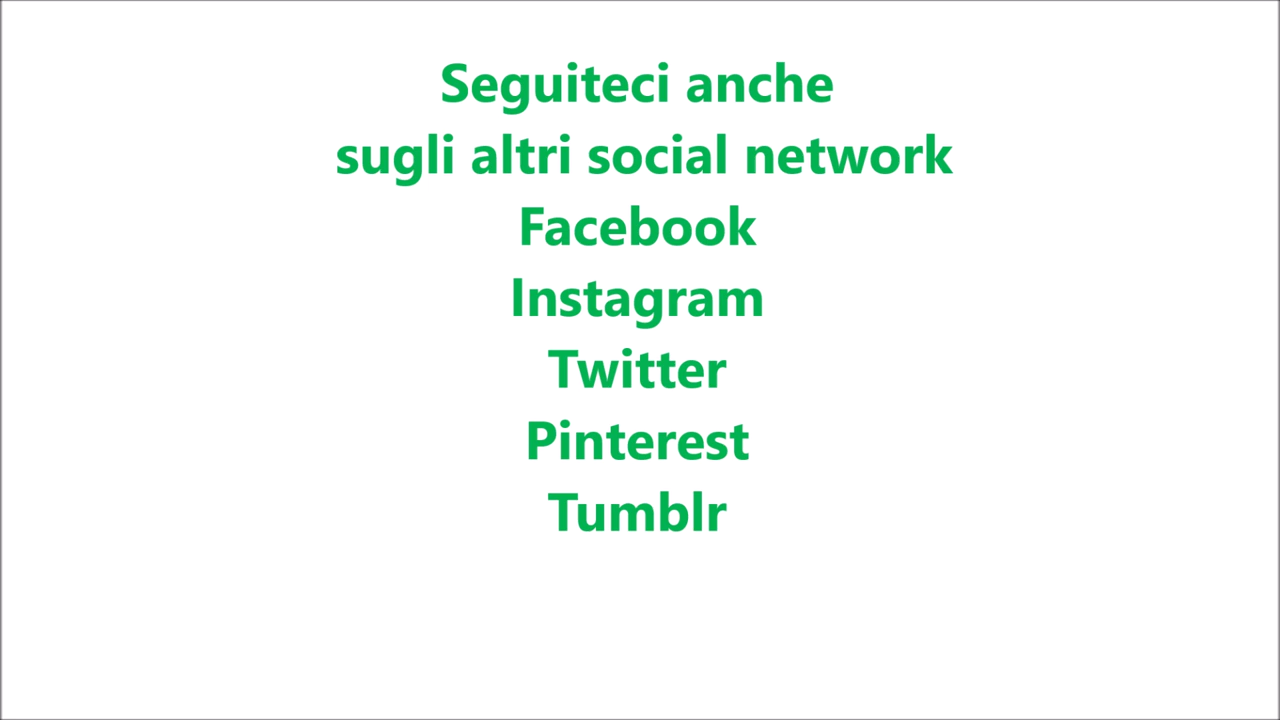 Seguiteci anche
sugli altri social network
Facebook
Instagram
Twitter
Pinterest
Tumblr